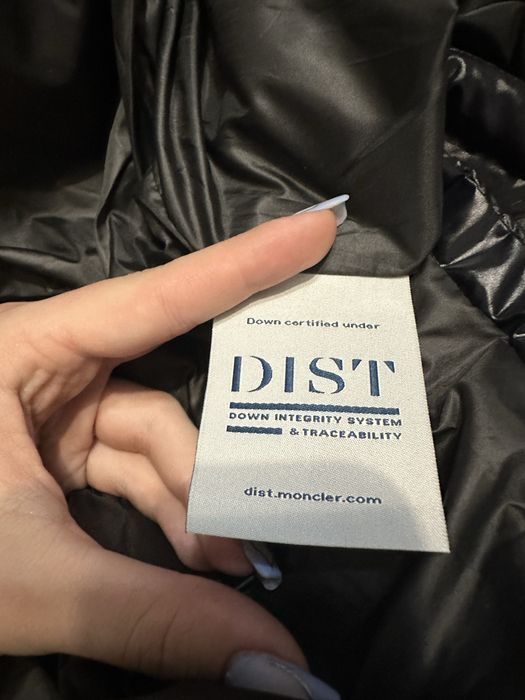 Down certified under
DIST
DOWN INTEGRITY SYSTEM
& TRACEABILITY
dist.moncler.com